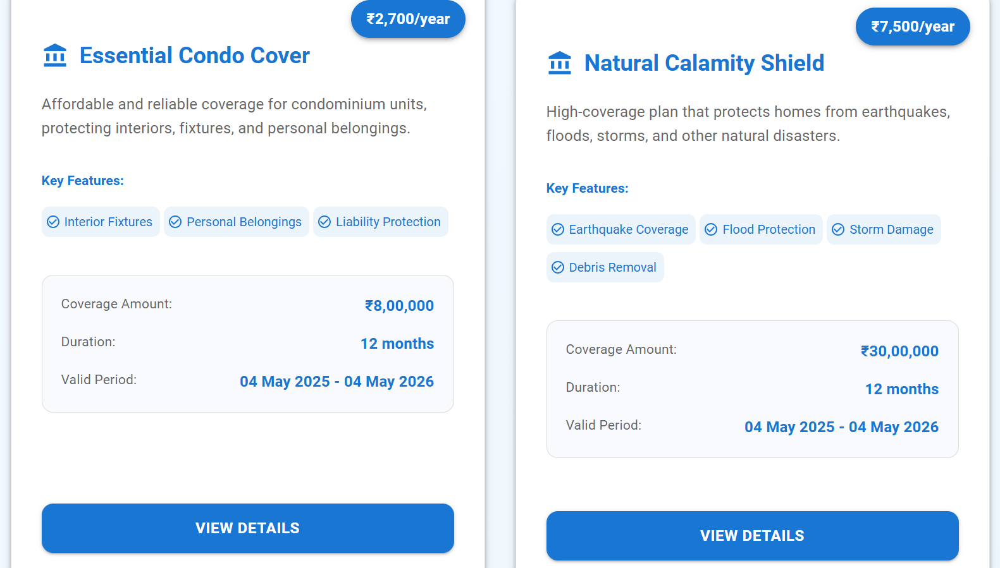 ₹2,700/year
Essential Condo Cover
Affordable and reliable coverage for condominium units,
protecting interiors, fixtures, and personal belongings.
Key Features:
Interior Fixtures Personal Belongings Liability Protection
Coverage Amount: ₹8,00,000
Duration: 12 months
Valid Period: 04 May 2025 - 04 May 2026
VIEW DETAILS
₹7,500/year
Natural Calamity Shield
High-coverage plan that protects homes from earthquakes,
floods, storms, and other natural disasters.
Key Features:
Earthquake Coverage Flood Protection Storm Damage
Debris Removal
Coverage Amount: ₹30,00,000
Duration: 12 months
Valid Period: 04 May 2025 - 04 May 2026
VIEW DETAILS